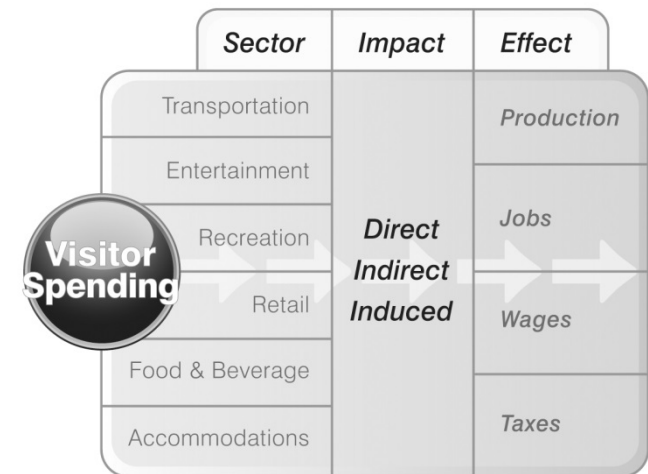 Sector Impact Effect
Transportation
Entertainment
Recreation
Retail
Food & Beverage
Accommodations
Visitor
Spending
Direct
Indirect
Induced
Production
Jobs
Wages
Taxes